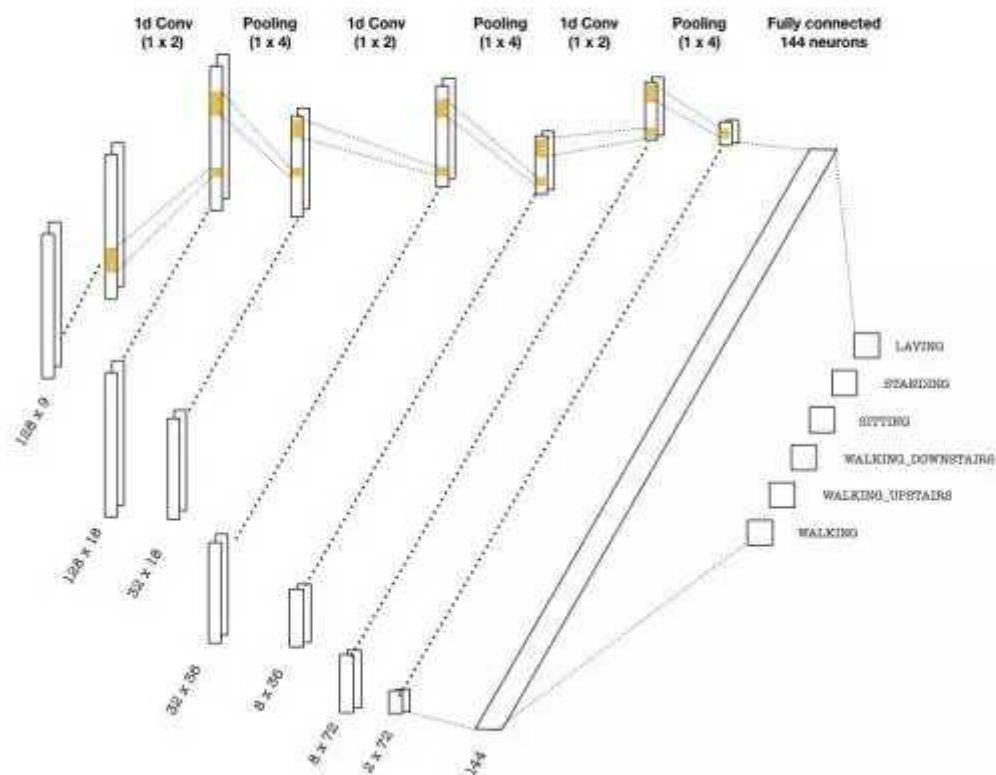 1d Conv
(1 x 2)
Pooling
(1 x 4)
1d Conv
(1 x 2)
Pooling
(1 x 4)
1d Conv
(1 x 2)
Pooling
(1 x 4)
Fully connected
144 neurons
LAYING
STANDING
SITTING
WALKING_DOWNSTAIRS
WALKING_UPSTAIRS
WALKING
128 x 9
128 x 18
32 x 18
32 x 36
8 x 36
8 x 72
2 x 72
144